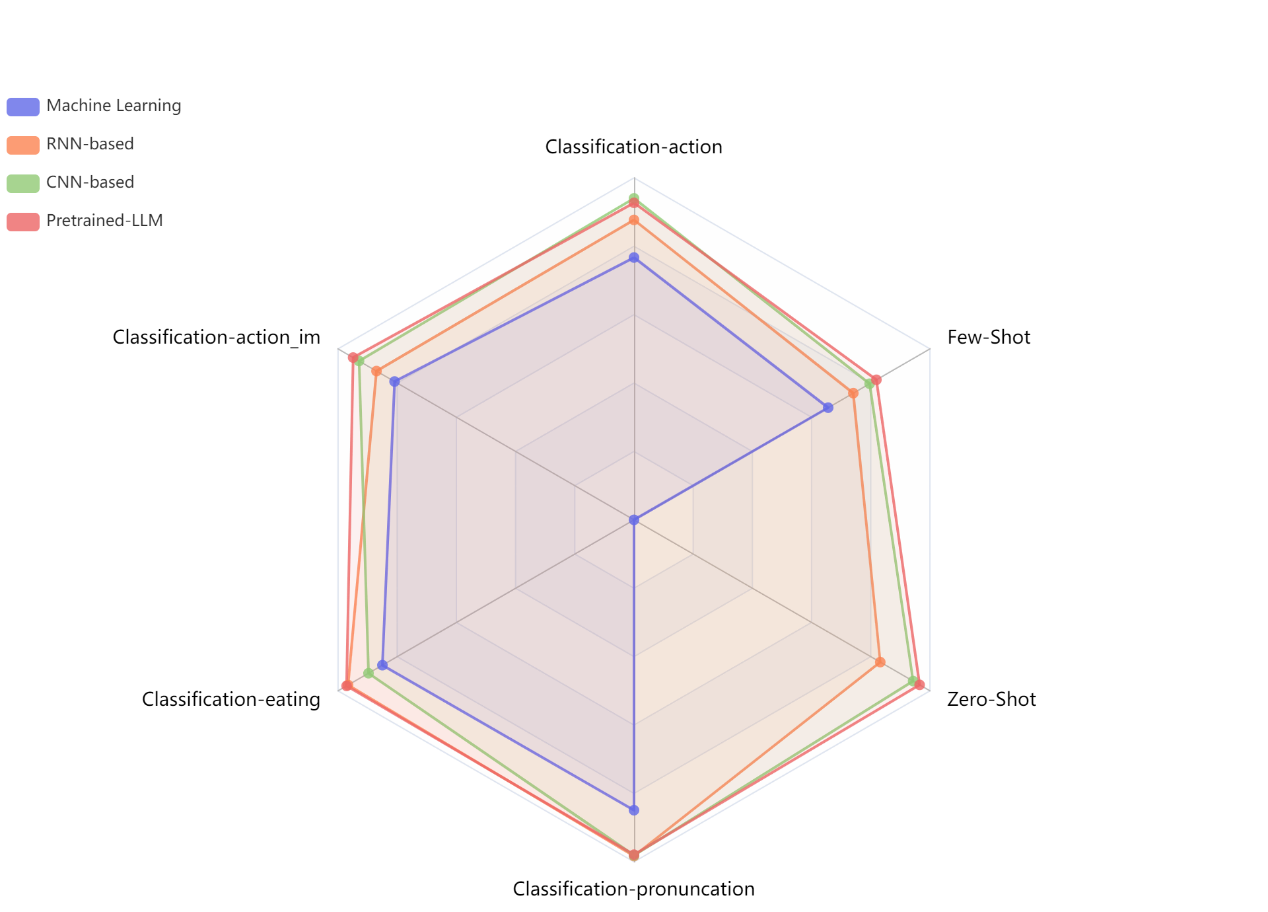 Machine Learning
RNN-based
CNN-based
Pretrained-LLM
Classification-action
Classification-action_im
Few-Shot
Classification-eating
Zero-Shot
Classification-pronuncation